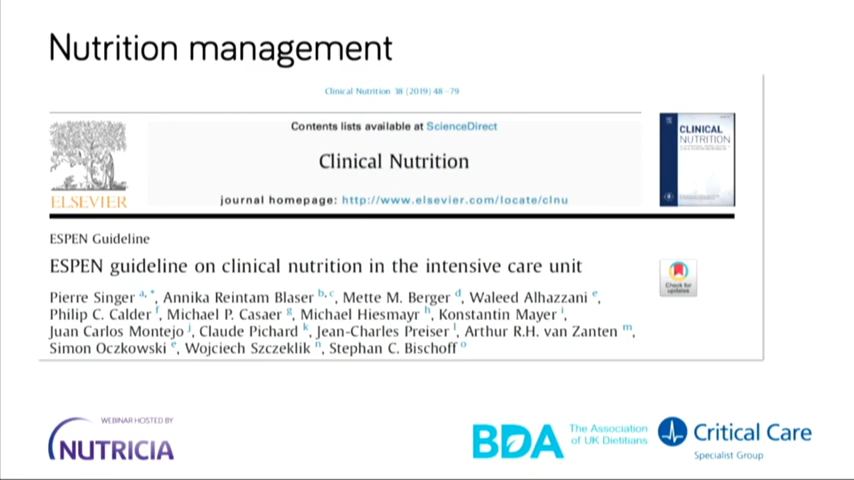 Nutrition management
Clinical Nutrition 38 (2019) 48-79
Contents lists available at ScienceDirect
CLINICAL
NUTRITION
Clinical Nutrition
ELSEVIER
journal homepage: http://www.elsevier.com/locate/clnu
ESPEN Guideline
ESPEN guideline on clinical nutrition in the intensive care unit
Check for
updates
Pierre Singer a, *, Annika Reintam Blaser b, c, Mette M. Berger d, Waleed Alhazzani e,
Philip C. Calder f, Michael P. Casaer g, Michael Hiesmayr h, Konstantin Mayer i,
Juan Carlos Montejo j, Claude Pichard k, Jean-Charles Preiser l, Arthur R.H. van Zanten m,
Simon Oczkowski e, Wojciech Szczeklik n, Stephan C. Bischoff o
WEBINAR HOSTED BY
NUTRICIA
BDA
The Association
of UK Dietitians
Critical Care
Specialist Group